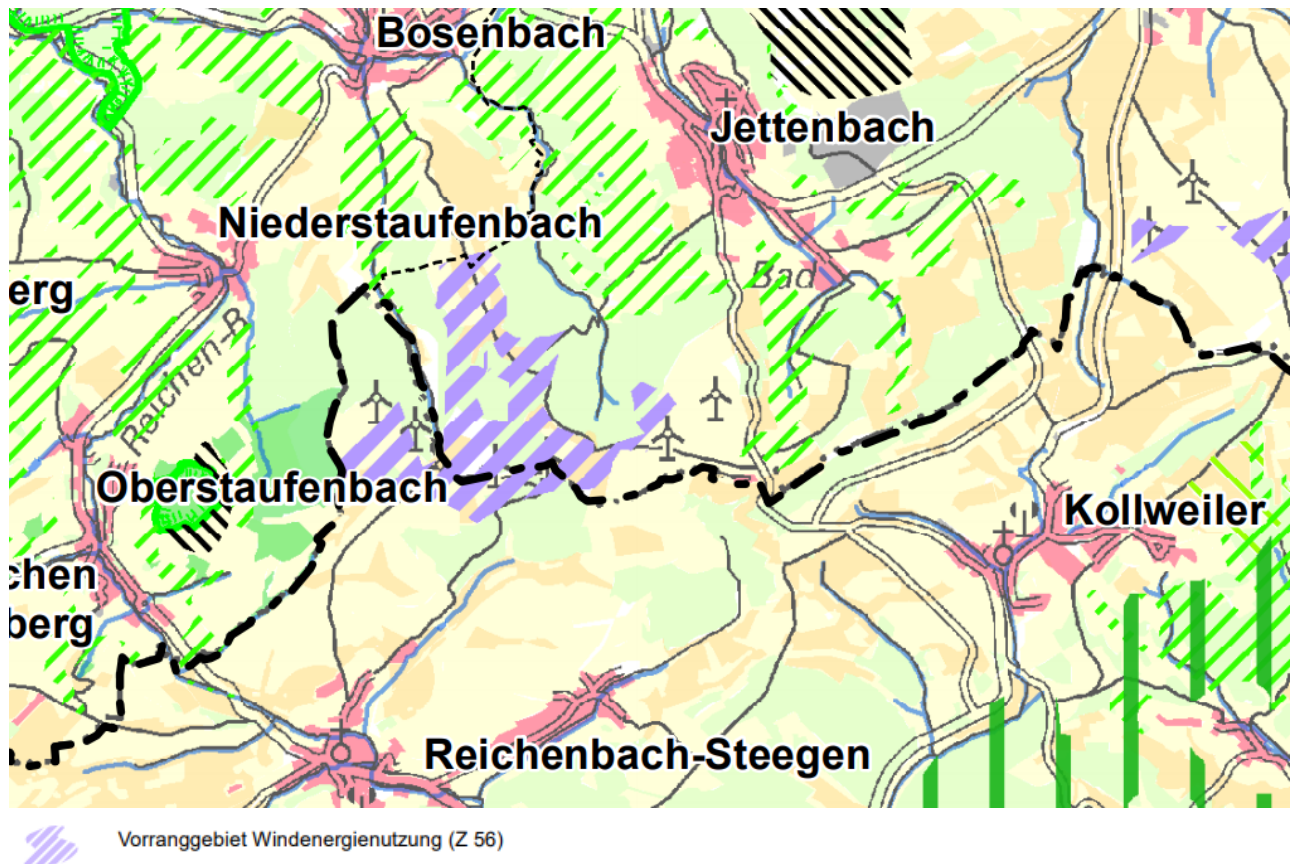 Bosenbach
Jettenbach
Niederstaufenbach
Bad
erg
Reichen-B.
Oberstaufenbach
Kollweiler
chen
berg
Reichenbach-Steegen
Vorranggebiet Windenergienutzung (Z 56)